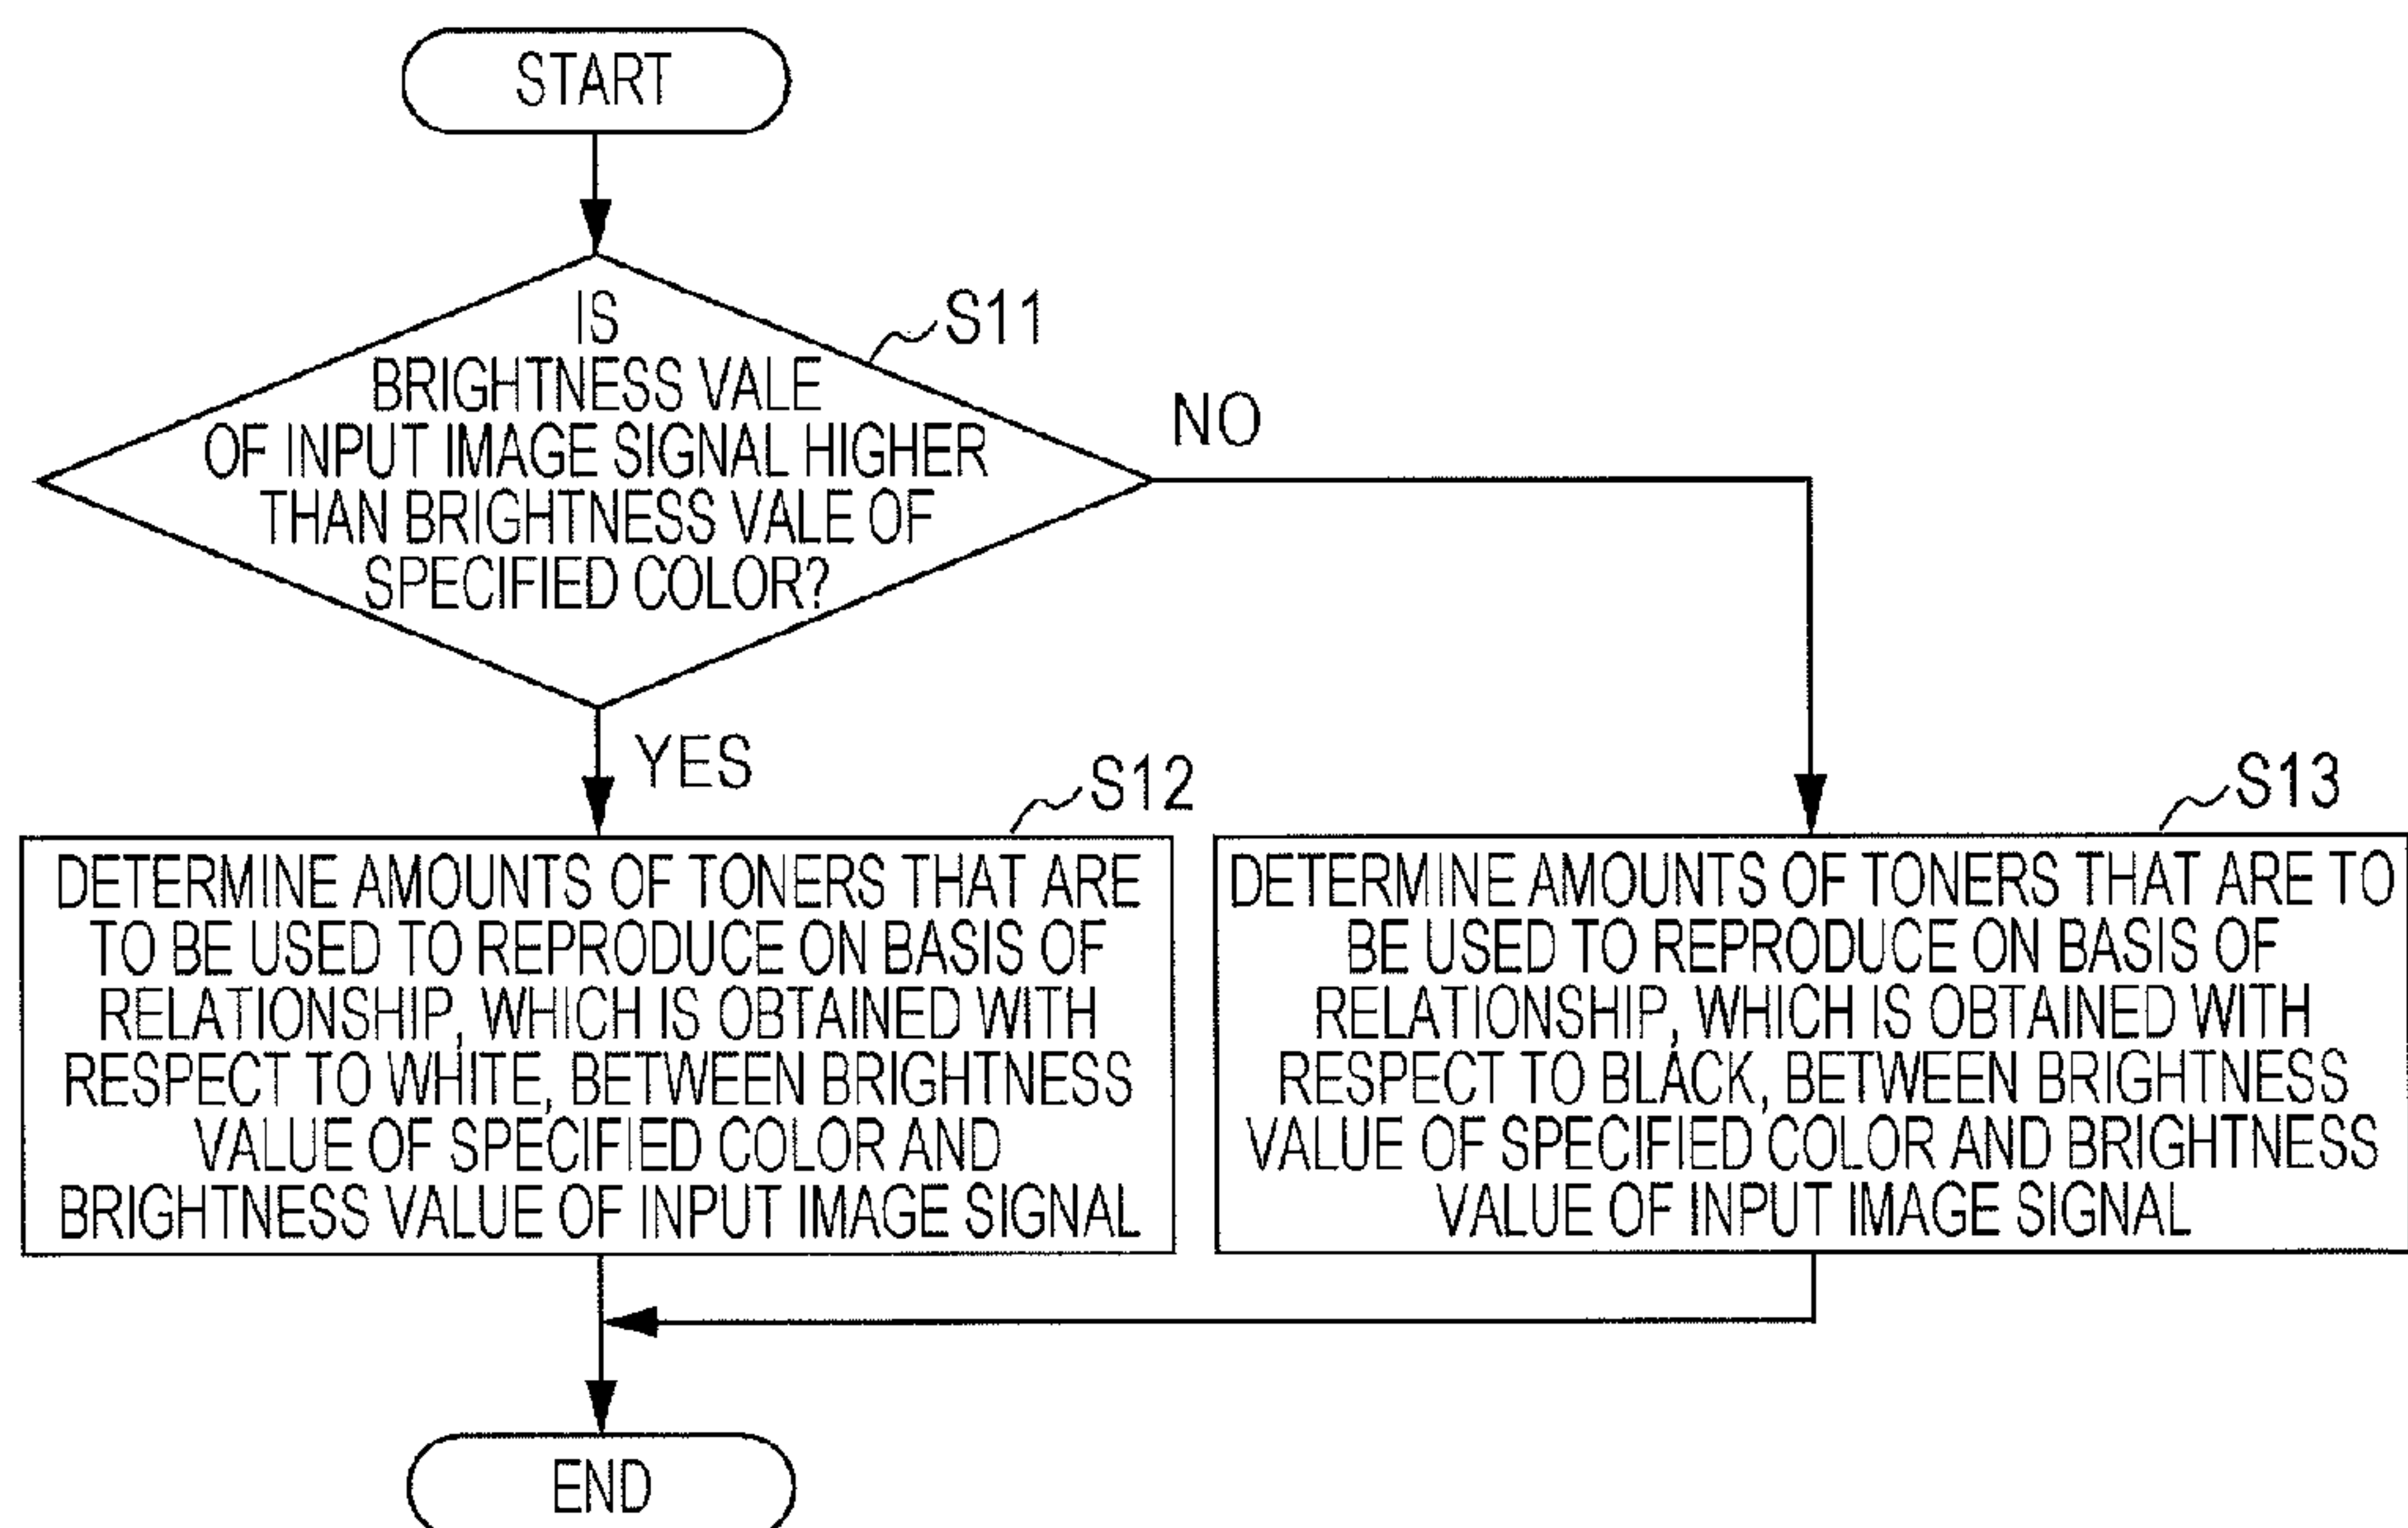 START
IS
BRIGHTNESS VALE
OF INPUT IMAGE SIGNAL HIGHER
THAN BRIGHTNESS VALE OF
SPECIFIED COLOR?
S11
NO
YES
S12
DETERMINE AMOUNTS OF TONERS THAT ARE
TO BE USED TO REPRODUCE ON BASIS OF
RELATIONSHIP, WHICH IS OBTAINED WITH
RESPECT TO WHITE, BETWEEN BRIGHTNESS
VALUE OF SPECIFIED COLOR AND
BRIGHTNESS VALUE OF INPUT IMAGE SIGNAL
S13
DETERMINE AMOUNTS OF TONERS THAT ARE TO
BE USED TO REPRODUCE ON BASIS OF
RELATIONSHIP, WHICH IS OBTAINED WITH
RESPECT TO BLACK, BETWEEN BRIGHTNESS
VALUE OF SPECIFIED COLOR AND BRIGHTNESS
VALUE OF INPUT IMAGE SIGNAL
END